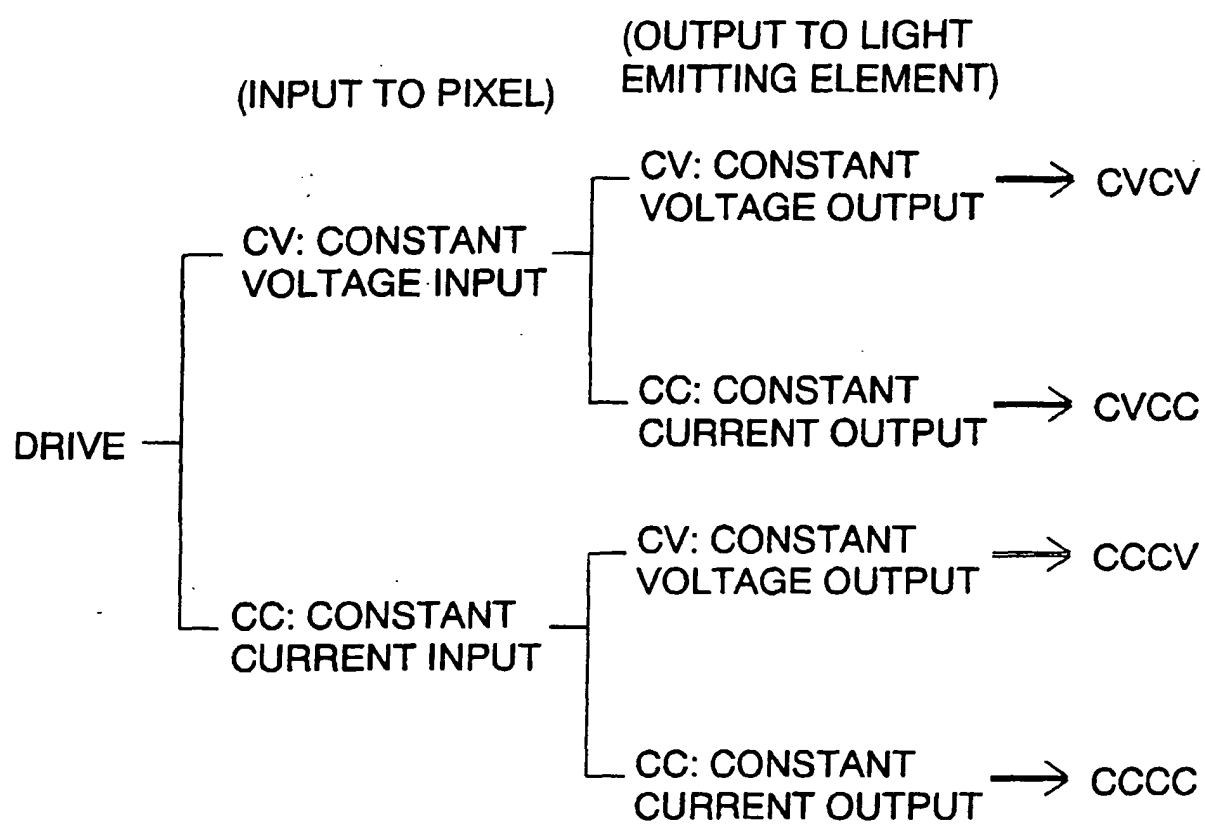 (OUTPUT TO LIGHT
EMITTING ELEMENT)
(INPUT TO PIXEL)
CV: CONSTANT
VOLTAGE OUTPUT
CVCV
CV: CONSTANT
VOLTAGE INPUT
CC: CONSTANT
CURRENT OUTPUT
CVCC
DRIVE
CV: CONSTANT
VOLTAGE OUTPUT
CCCV
CC: CONSTANT
CURRENT INPUT
CC: CONSTANT
CURRENT OUTPUT
CCCC